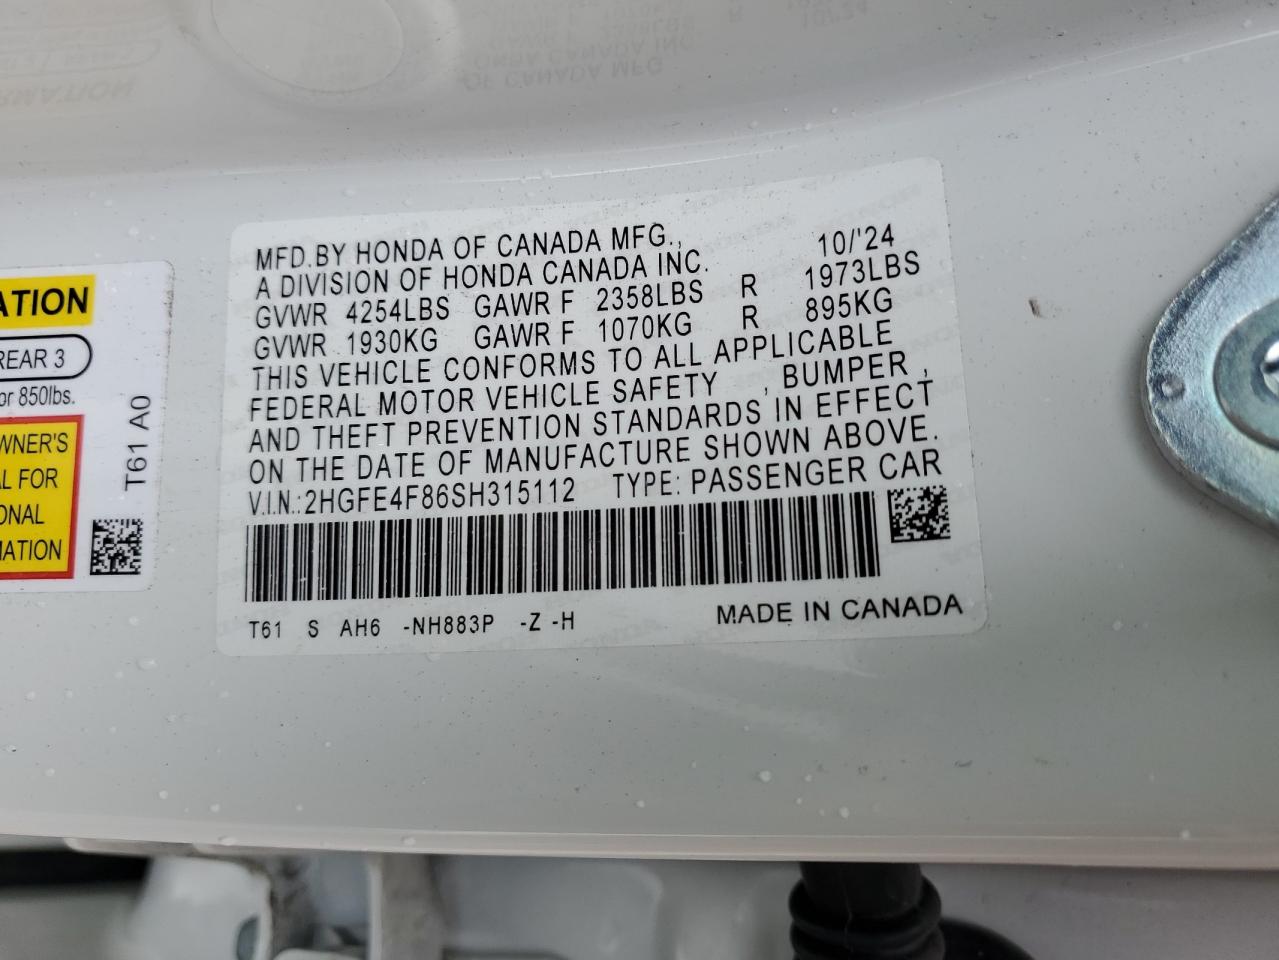 MFD.BY HONDA OF CANADA MFG., 10/'24
A DIVISION OF HONDA CANADA INC.
GVWR 4254LBS GAWR F 2358LBS R 1973LBS
GVWR 1930KG GAWR F 1070KG R 895KG
THIS VEHICLE CONFORMS TO ALL APPLICABLE
FEDERAL MOTOR VEHICLE SAFETY , BUMPER ,
AND THEFT PREVENTION STANDARDS IN EFFECT
ON THE DATE OF MANUFACTURE SHOWN ABOVE.
V.I.N.:2HGFE4F86SH315112 TYPE: PASSENGER CAR
T61 S AH6 -NH883P -Z -H MADE IN CANADA
ATION
REAR 3
or 850lbs.
WNER'S
AL FOR
ONAL
MATION
T61 A0